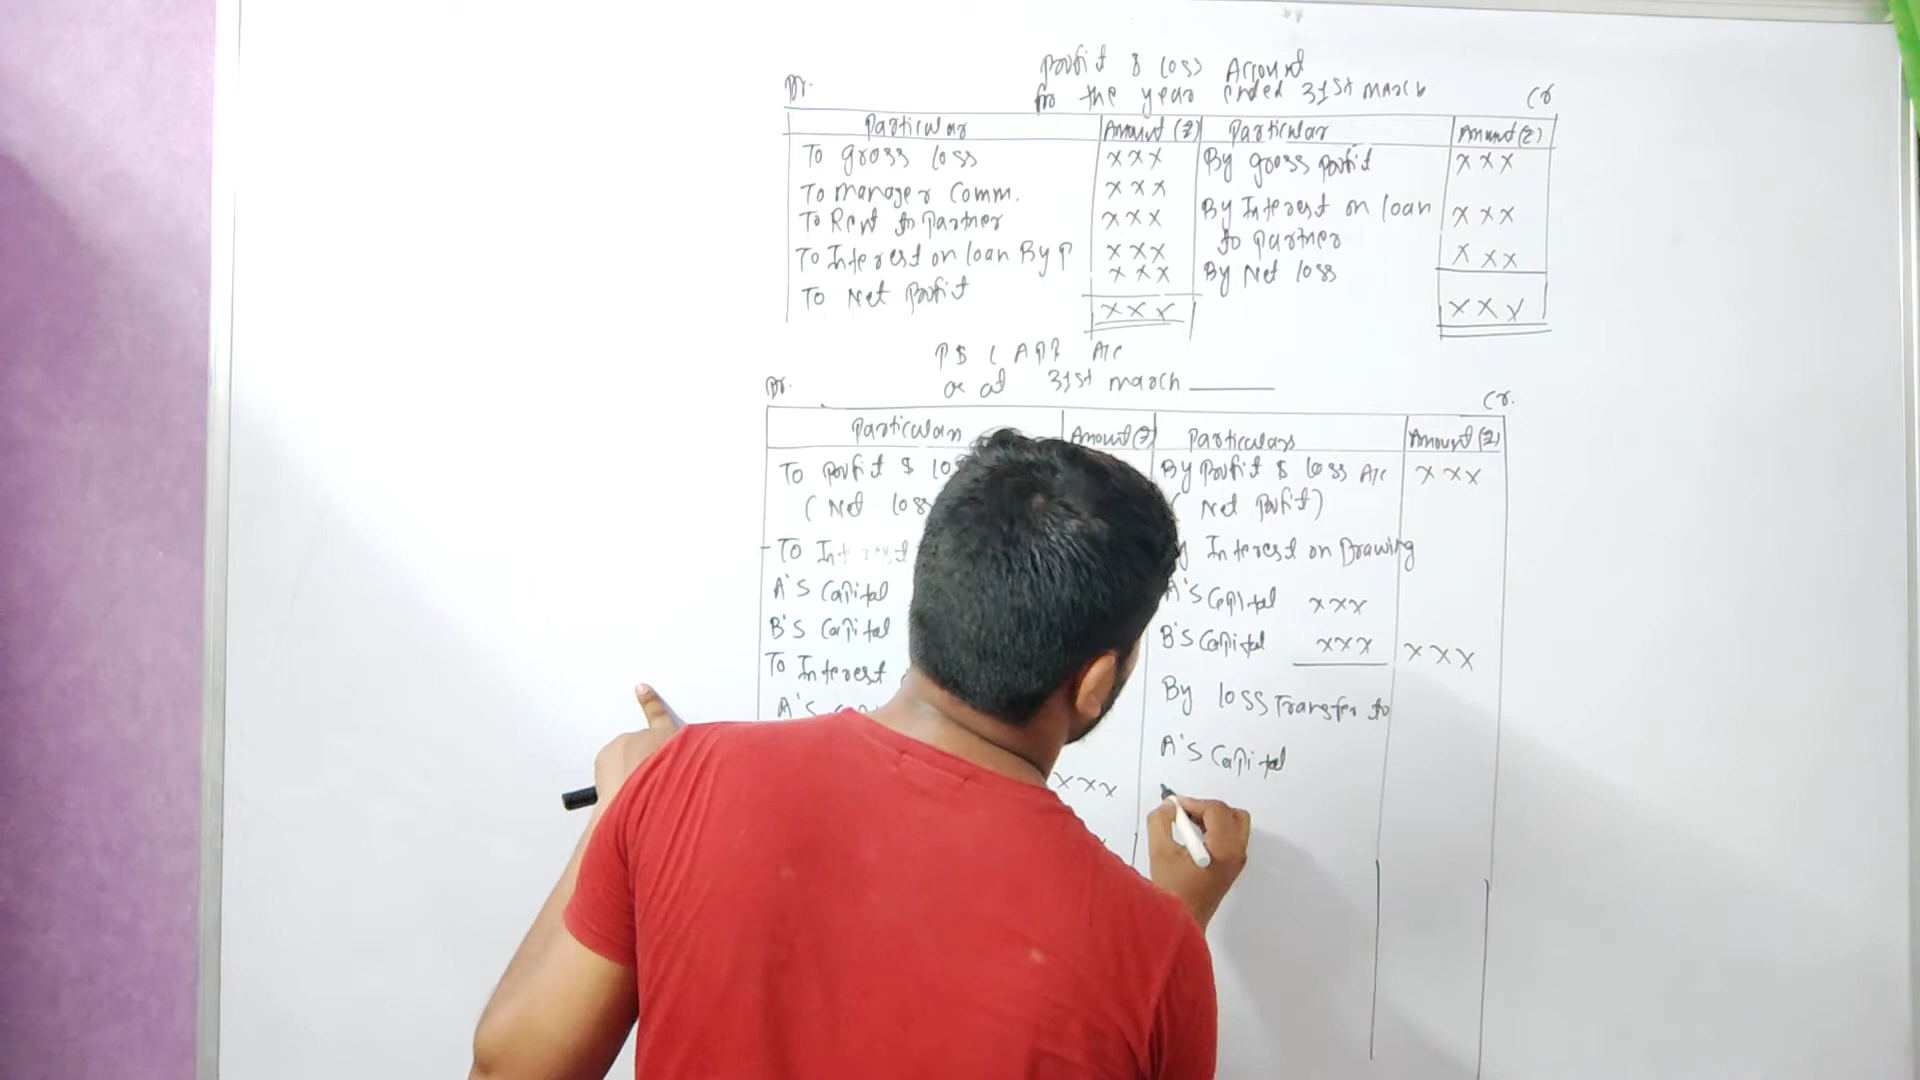 Profit & loss Account
Dr. for the year ended 31st march Cr
Particular Amount (₹) Particular Amount (₹)
To gross loss xxx By gross profit xxx
To manager Comm. xxx
To Rent to Partner xxx By Interest on loan xxx
to partner
To Interest on loan By P xxx xxx
To Net profit xxx By Net loss
xxx xxx
P & L APP A/c
Dr. as at 31st march ______ Cr.
Particulars Amount (₹) Particulars Amount (₹)
To profit & los By profit & loss A/c xxx
( Net loss ( Net profit)
To Interest Interest on Drawing
A's Capital A's Capital xxx
B's Capital B's Capital xxx xxx
To Interest By loss Transfer to
A's
A's Capital
xxx